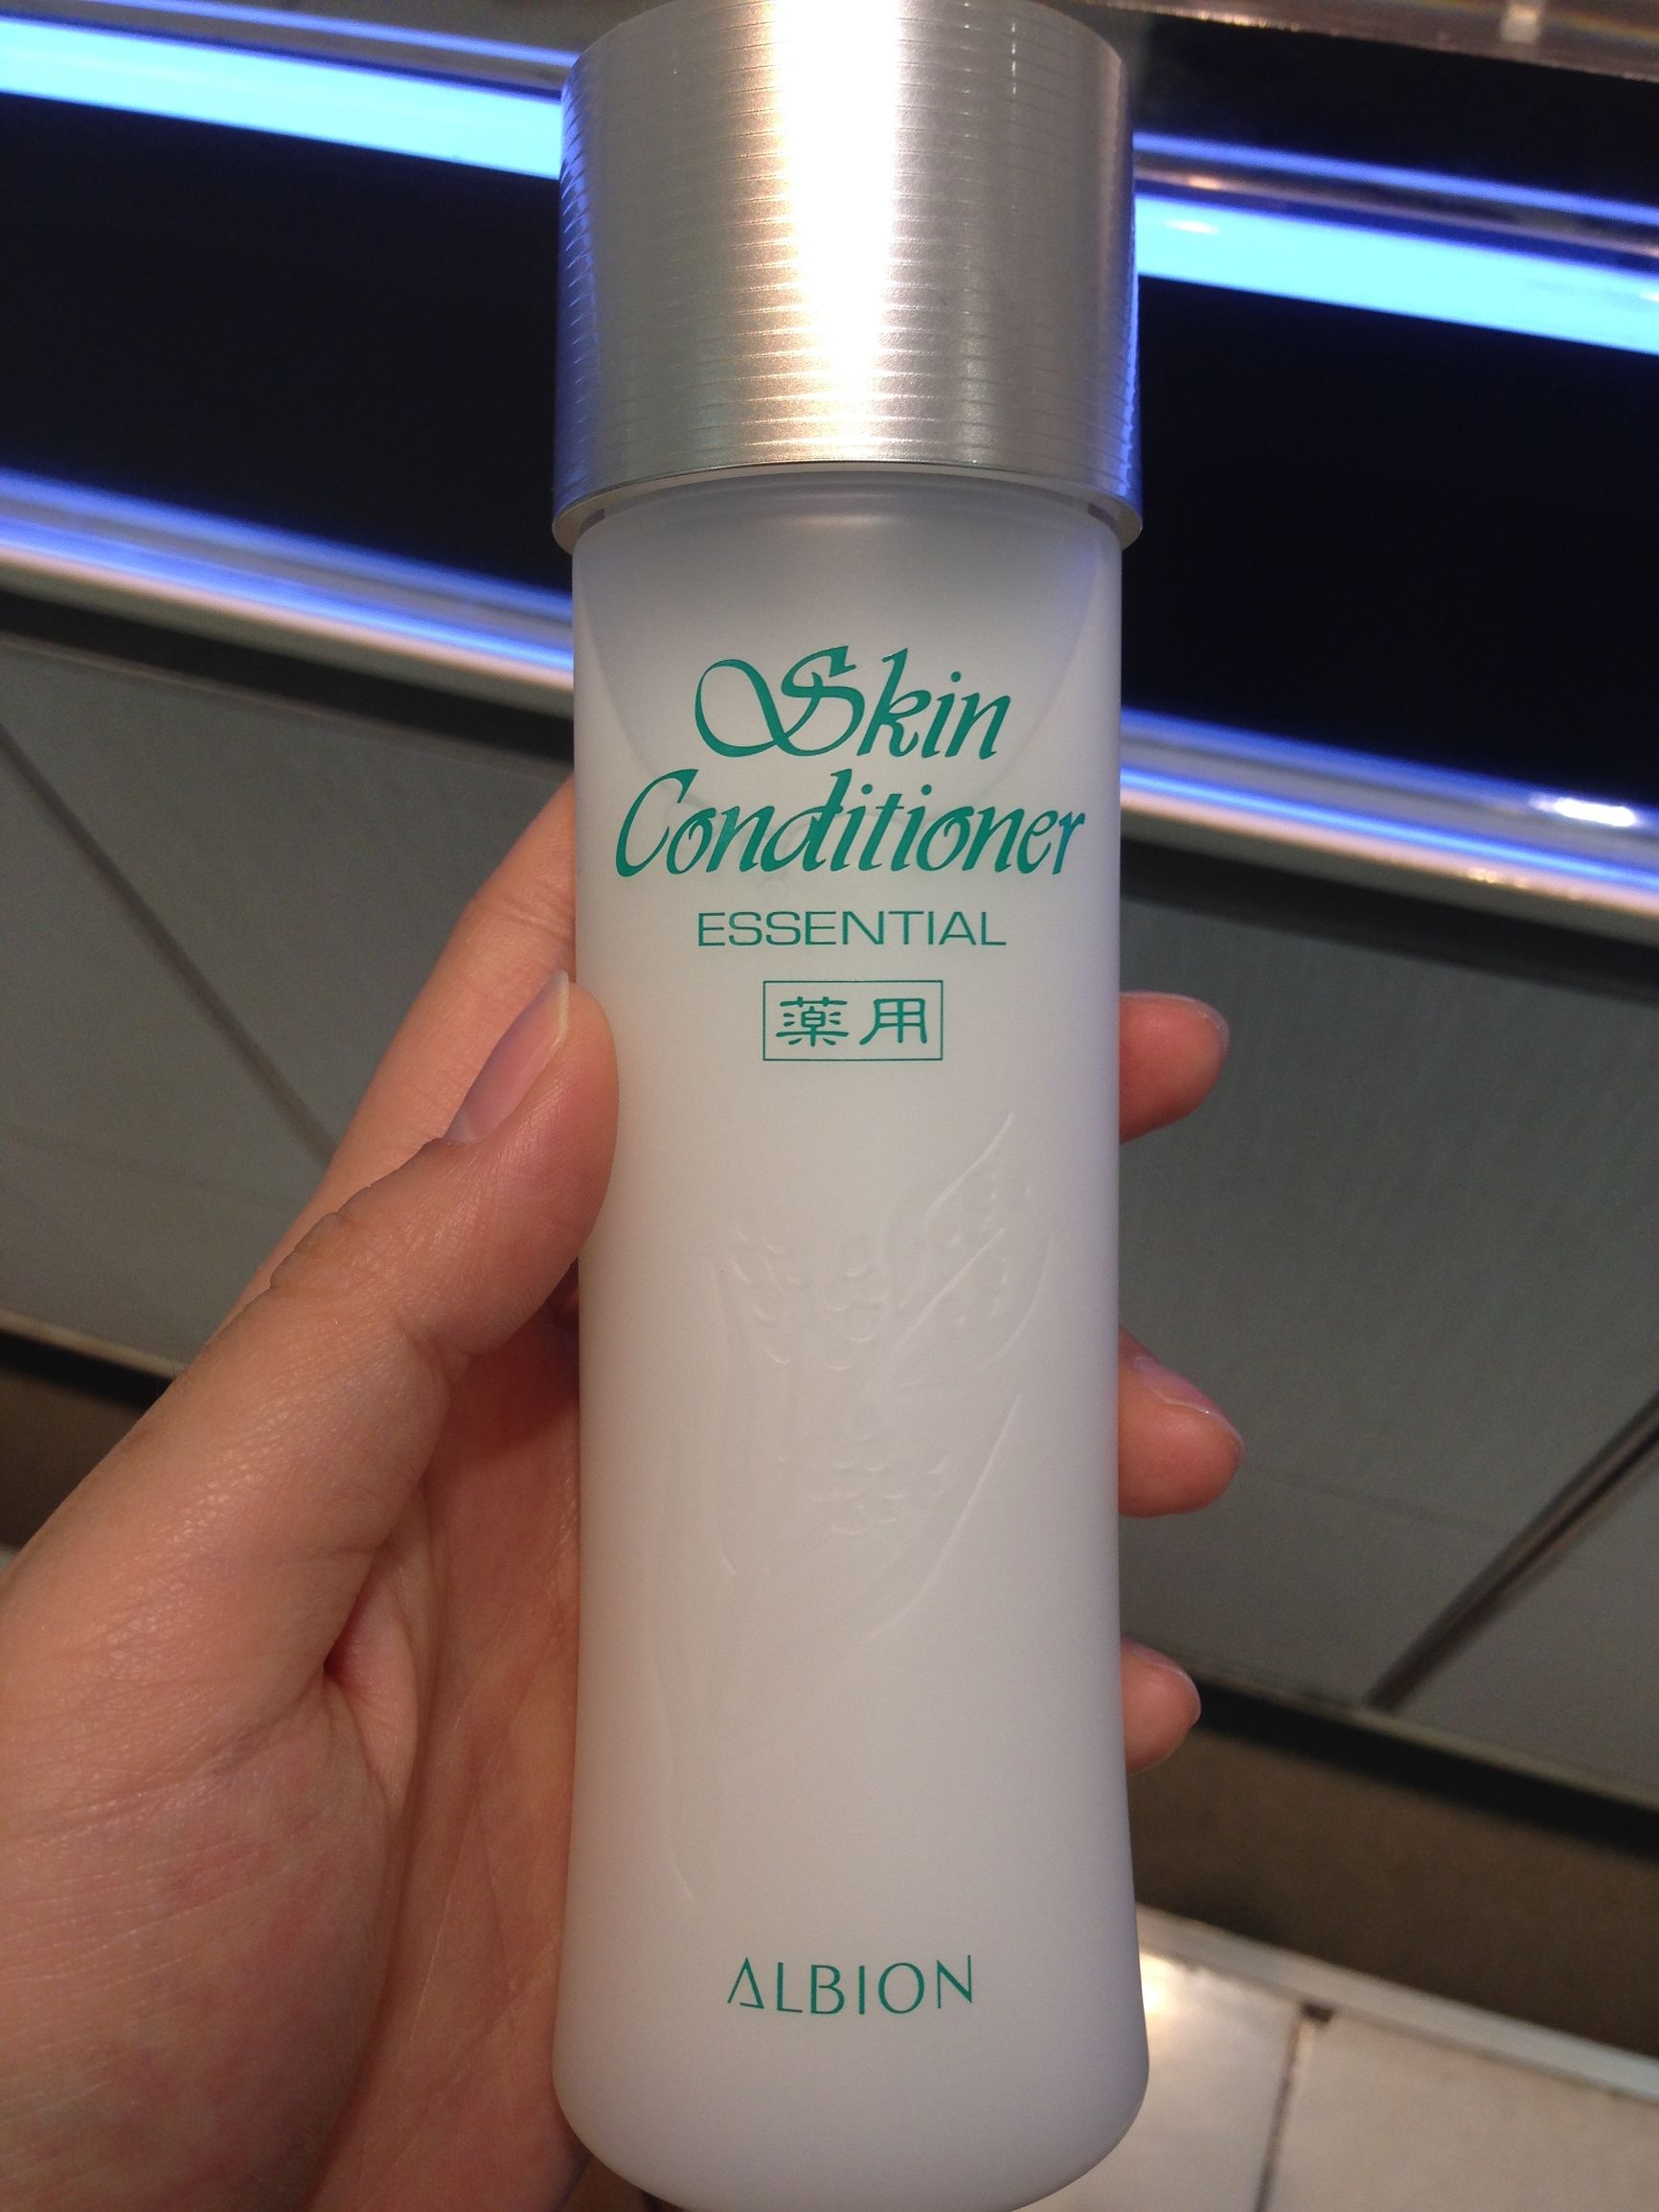 Skin
Conditioner
ESSENTIAL
薬用
ALBION